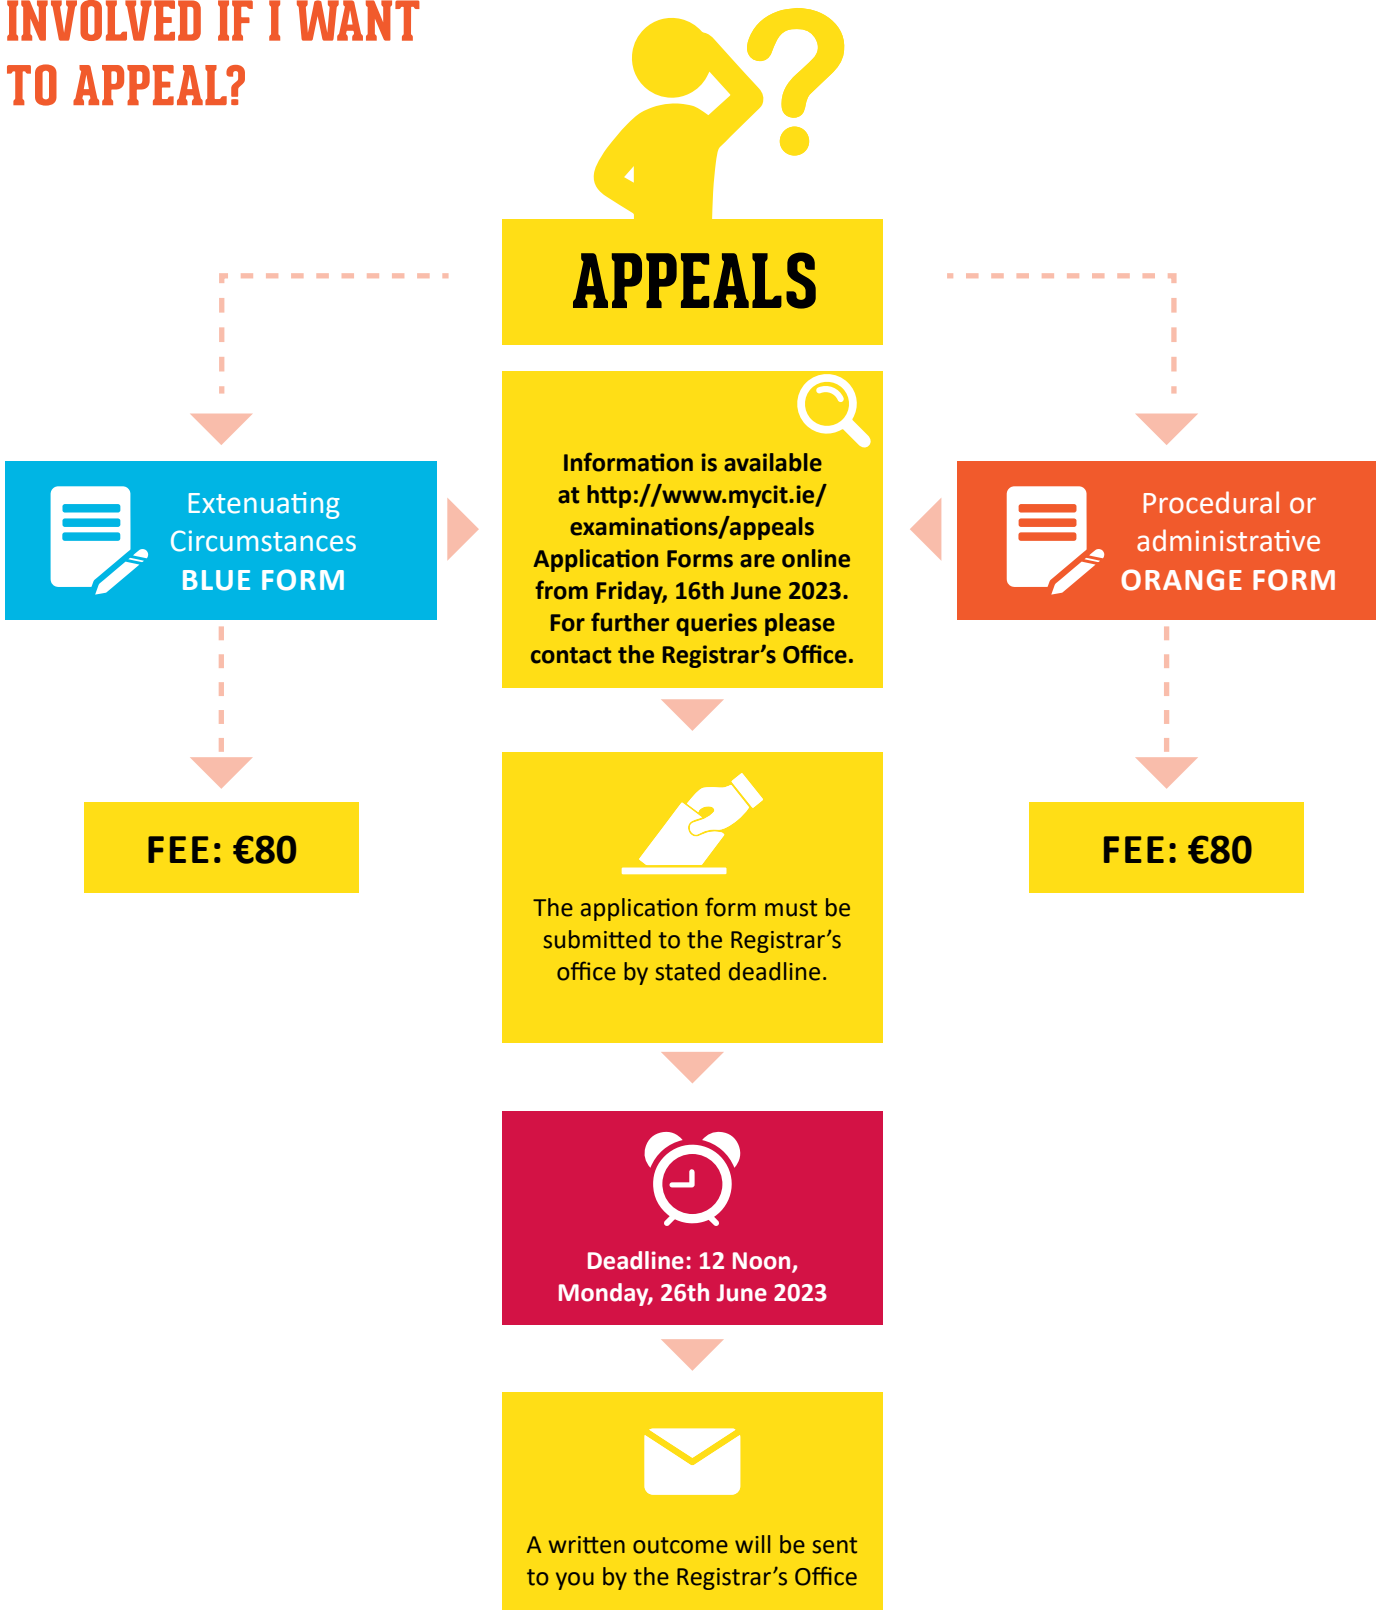 INVOLVED IF I WANT
TO APPEAL?
APPEALS
Extenuating
Circumstances
BLUE FORM
Information is available
at http://www.mycit.ie/
examinations/appeals
Application Forms are online
from Friday, 16th June 2023.
For further queries please
contact the Registrar’s Office.
Procedural or
administrative
ORANGE FORM
FEE: €80
FEE: €80
The application form must be
submitted to the Registrar’s
office by stated deadline.
Deadline: 12 Noon,
Monday, 26th June 2023
A written outcome will be sent
to you by the Registrar’s Office